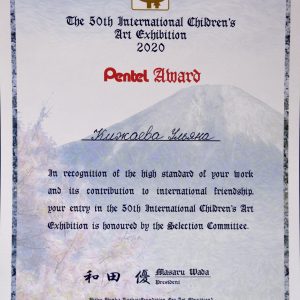 The 50th International Children's
Art Exhibition
2020
Pentel Award
Кижаева Ульяна
In recognition of the high standard of your work
and its contribution to international friendship,
your entry in the 50th International Children's Art
Exhibition is honoured by the Selection Committee.
和田 優 Masaru Wada
President